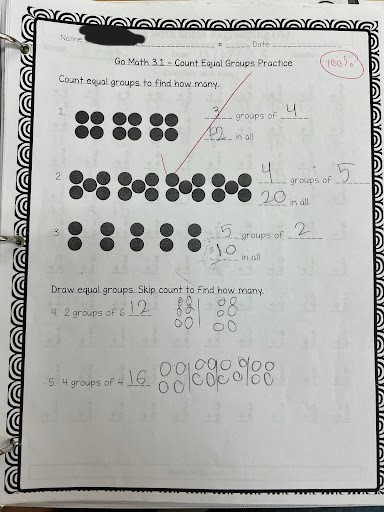 Name # Date
Go Math 3.1 - Count Equal Groups Practice
100%
Count equal groups to find how many.
1. 3 groups of 4
12 in all
2. 4 groups of 5
20 in all
3. 5 groups of 2
10 in all
Draw equal groups. Skip count to find how many.
4. 2 groups of 6 12
5. 4 groups of 4 16